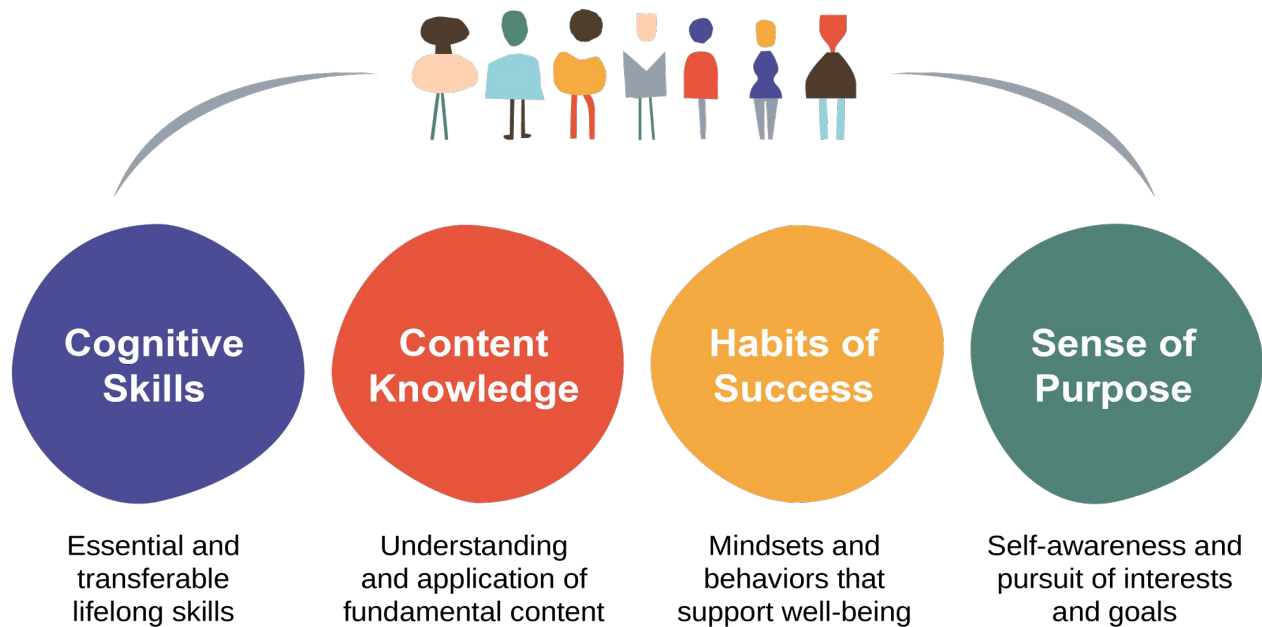 Cognitive
Skills
Content
Knowledge
Habits of
Success
Sense of
Purpose
Essential and
transferable
lifelong skills
Understanding
and application of
fundamental content
Mindsets and
behaviors that
support well-being
Self-awareness and
pursuit of interests
and goals